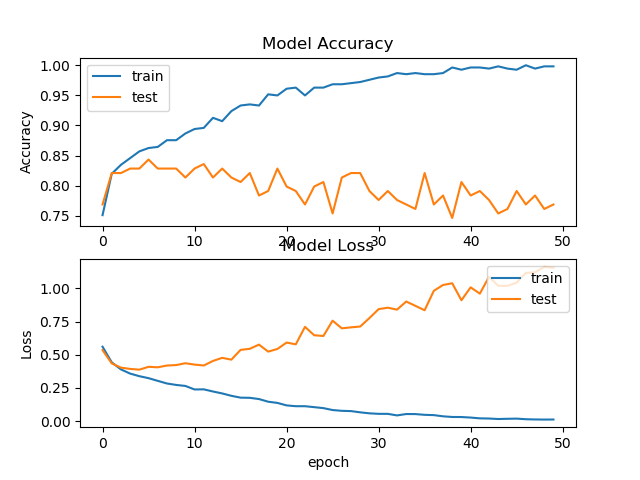 Model Accuracy
1.00
0.95
0.90
0.85
0.80
0.75
Accuracy
train
test
0 10 20 30 40 50
Model Loss
1.00
0.75
0.50
0.25
0.00
Loss
train
test
0 10 20 30 40 50
epoch